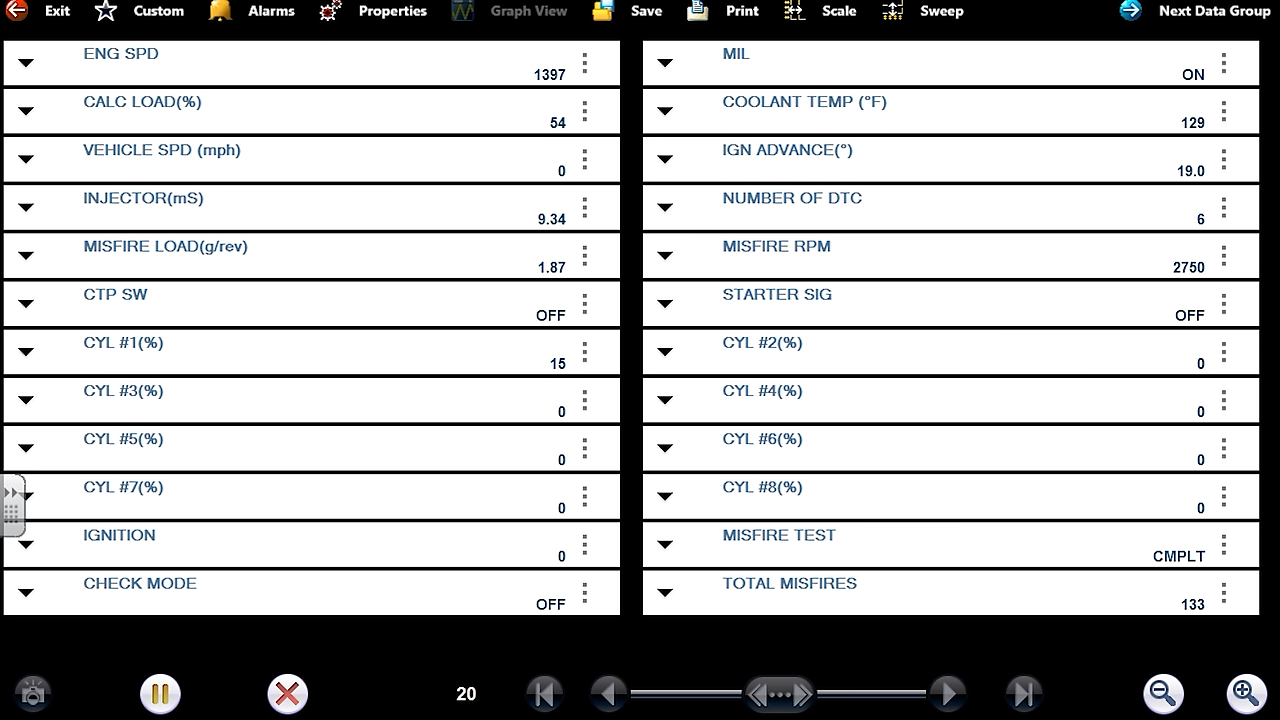 Exit Custom Alarms Properties Graph View Save Print Scale Sweep Next Data Group
ENG SPD
1397
MIL
ON
CALC LOAD(%)
54
COOLANT TEMP (°F)
129
VEHICLE SPD (mph)
0
IGN ADVANCE(°)
19.0
INJECTOR(mS)
9.34
NUMBER OF DTC
6
MISFIRE LOAD(g/rev)
1.87
MISFIRE RPM
2750
CTP SW
OFF
STARTER SIG
OFF
CYL #1(%)
15
CYL #2(%)
0
CYL #3(%)
0
CYL #4(%)
0
CYL #5(%)
0
CYL #6(%)
0
CYL #7(%)
0
CYL #8(%)
0
IGNITION
0
MISFIRE TEST
CMPLT
CHECK MODE
OFF
TOTAL MISFIRES
133
20